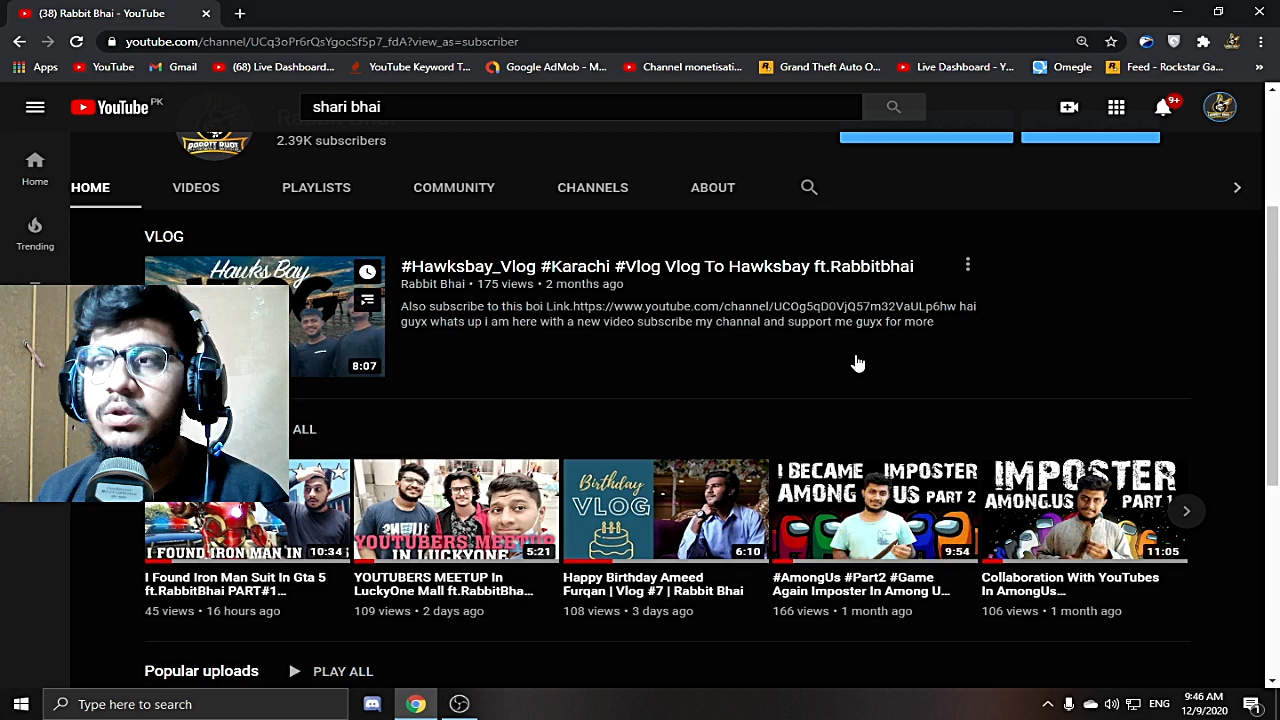 (38) Rabbit Bhai - YouTube
youtube.com/channel/UCq3oPr6rQsYgocSf5p7_fdA?view_as=subscriber
Apps
YouTube
Gmail
(68) Live Dashboard...
YouTube Keyword T...
Google AdMob - M...
Channel monetisati...
Grand Theft Auto O...
Live Dashboard - Y...
Omegle
Feed - Rockstar Ga...
YouTube PK
shari bhai
9+
2.39K subscribers
Home
Trending
HOME
VIDEOS
PLAYLISTS
COMMUNITY
CHANNELS
ABOUT
VLOG
Hawks Bay
8:07
#Hawksbay_Vlog #Karachi #Vlog Vlog To Hawksbay ft.Rabbitbhai
Rabbit Bhai • 175 views • 2 months ago
Also subscribe to this boi Link.https://www.youtube.com/channel/UCOg5qD0VjQ57m32VaULp6hw hai
guyx whats up i am here with a new video subscribe my channal and support me guyx for more
ALL
I FOUND IRON MAN IN
10:34
YOUTUBERS MEETUP
IN LUCKYONE
5:21
Birthday
VLOG
6:10
I BECAME IMPOSTER
AMONG US PART 2
9:54
IMPOSTER
AMONGUS PART 1
11:05
I Found Iron Man Suit In Gta 5
ft.RabbitBhai PART#1...
45 views • 16 hours ago
YOUTUBERS MEETUP In
LuckyOne Mall ft.RabbitBha...
109 views • 2 days ago
Happy Birthday Ameed
Furqan | Vlog #7 | Rabbit Bhai
108 views • 3 days ago
#AmongUs #Part2 #Game
Again Imposter In Among U...
166 views • 1 month ago
Collaboration With YouTubes
In AmongUs...
106 views • 1 month ago
Popular uploads
PLAY ALL
Type here to search
ENG
9:46 AM
12/9/2020
1